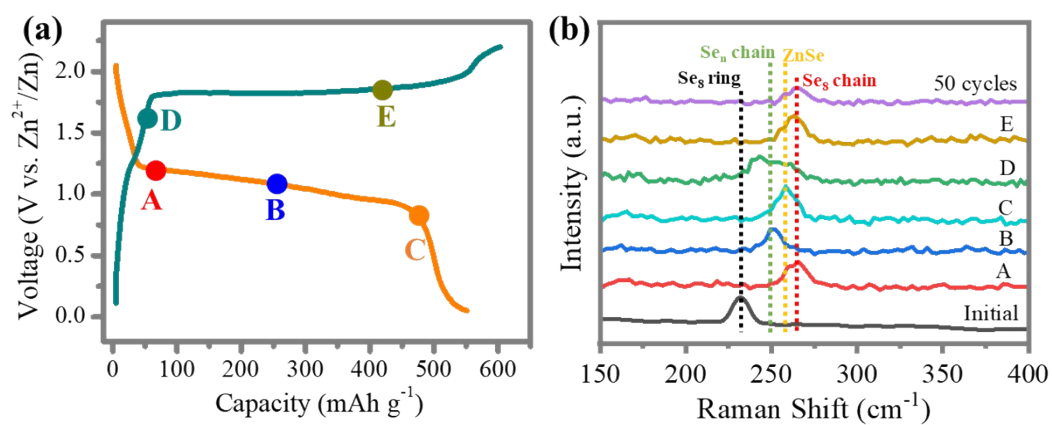 (a)
Voltage (V vs. Zn²⁺/Zn)
2.0
1.5
1.0
0.5
0.0
D
E
A
B
C
0
100
200
300
400
500
600
Capacity (mAh g⁻¹)
(b)
Seₙ chain
ZnSe
Se₈ ring
Se₈ chain
50 cycles
E
D
C
B
A
Initial
Intensity (a.u.)
150
200
250
300
350
400
Raman Shift (cm⁻¹)